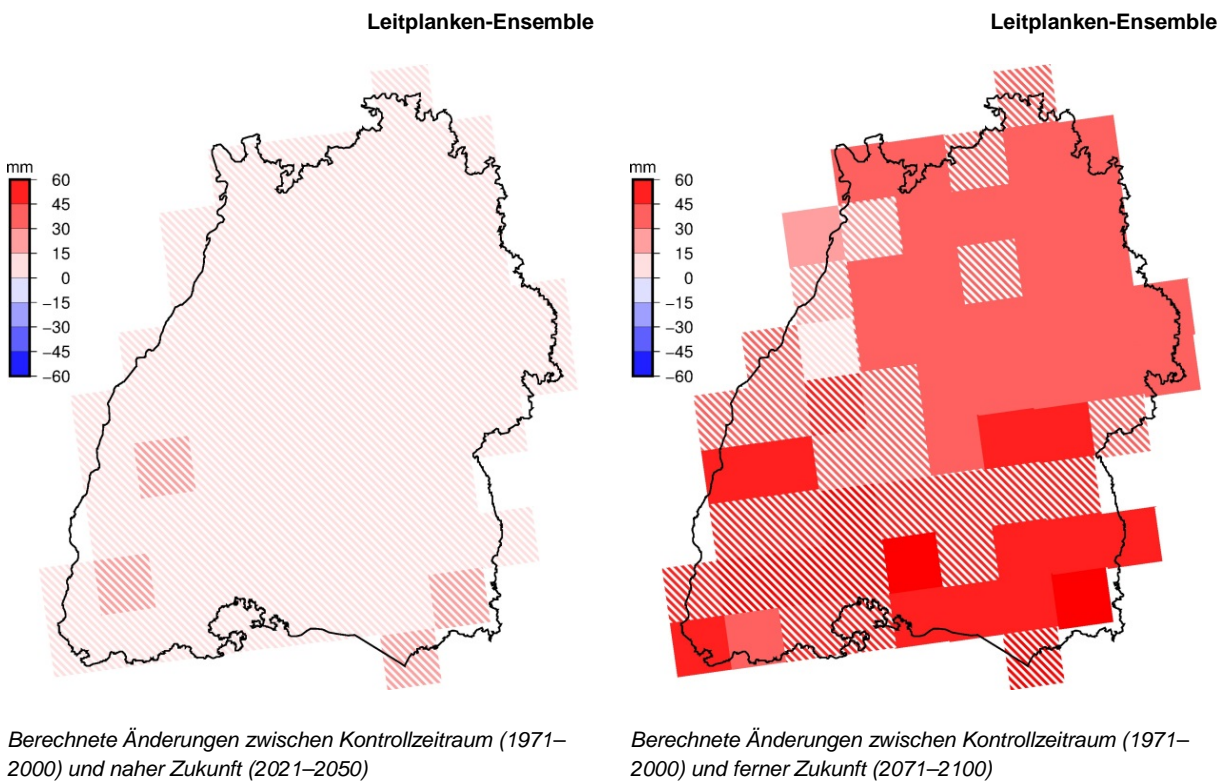 Leitplanken-Ensemble
mm
60
45
30
15
0
−15
−30
−45
−60
Berechnete Änderungen zwischen Kontrollzeitraum (1971–
2000) und naher Zukunft (2021–2050)
Leitplanken-Ensemble
mm
60
45
30
15
0
−15
−30
−45
−60
Berechnete Änderungen zwischen Kontrollzeitraum (1971–
2000) und ferner Zukunft (2071–2100)